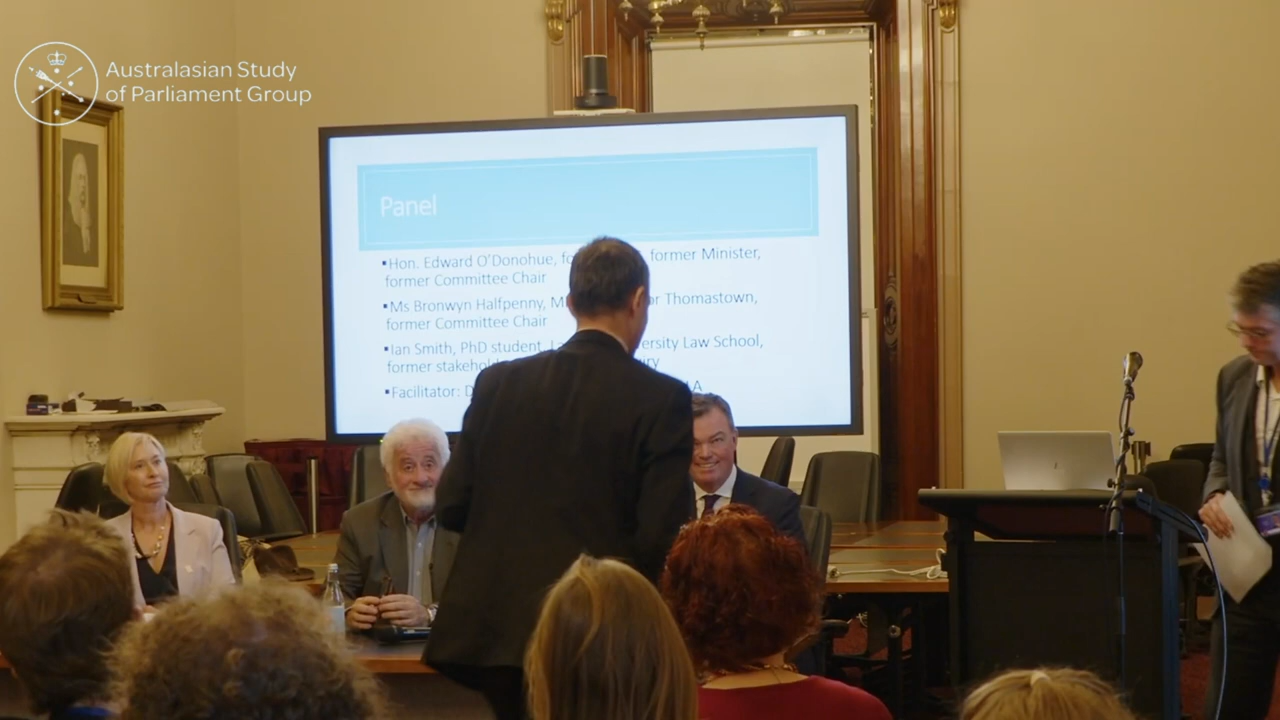 Australasian Study
of Parliament Group
Panel
▪Hon. Edward O'Donohue, former Minister,
former Committee Chair
▪Ms Bronwyn Halfpenny, Thomastown,
former Committee Chair
▪Ian Smith, PhD student, Law School,
former
▪Facilitator: